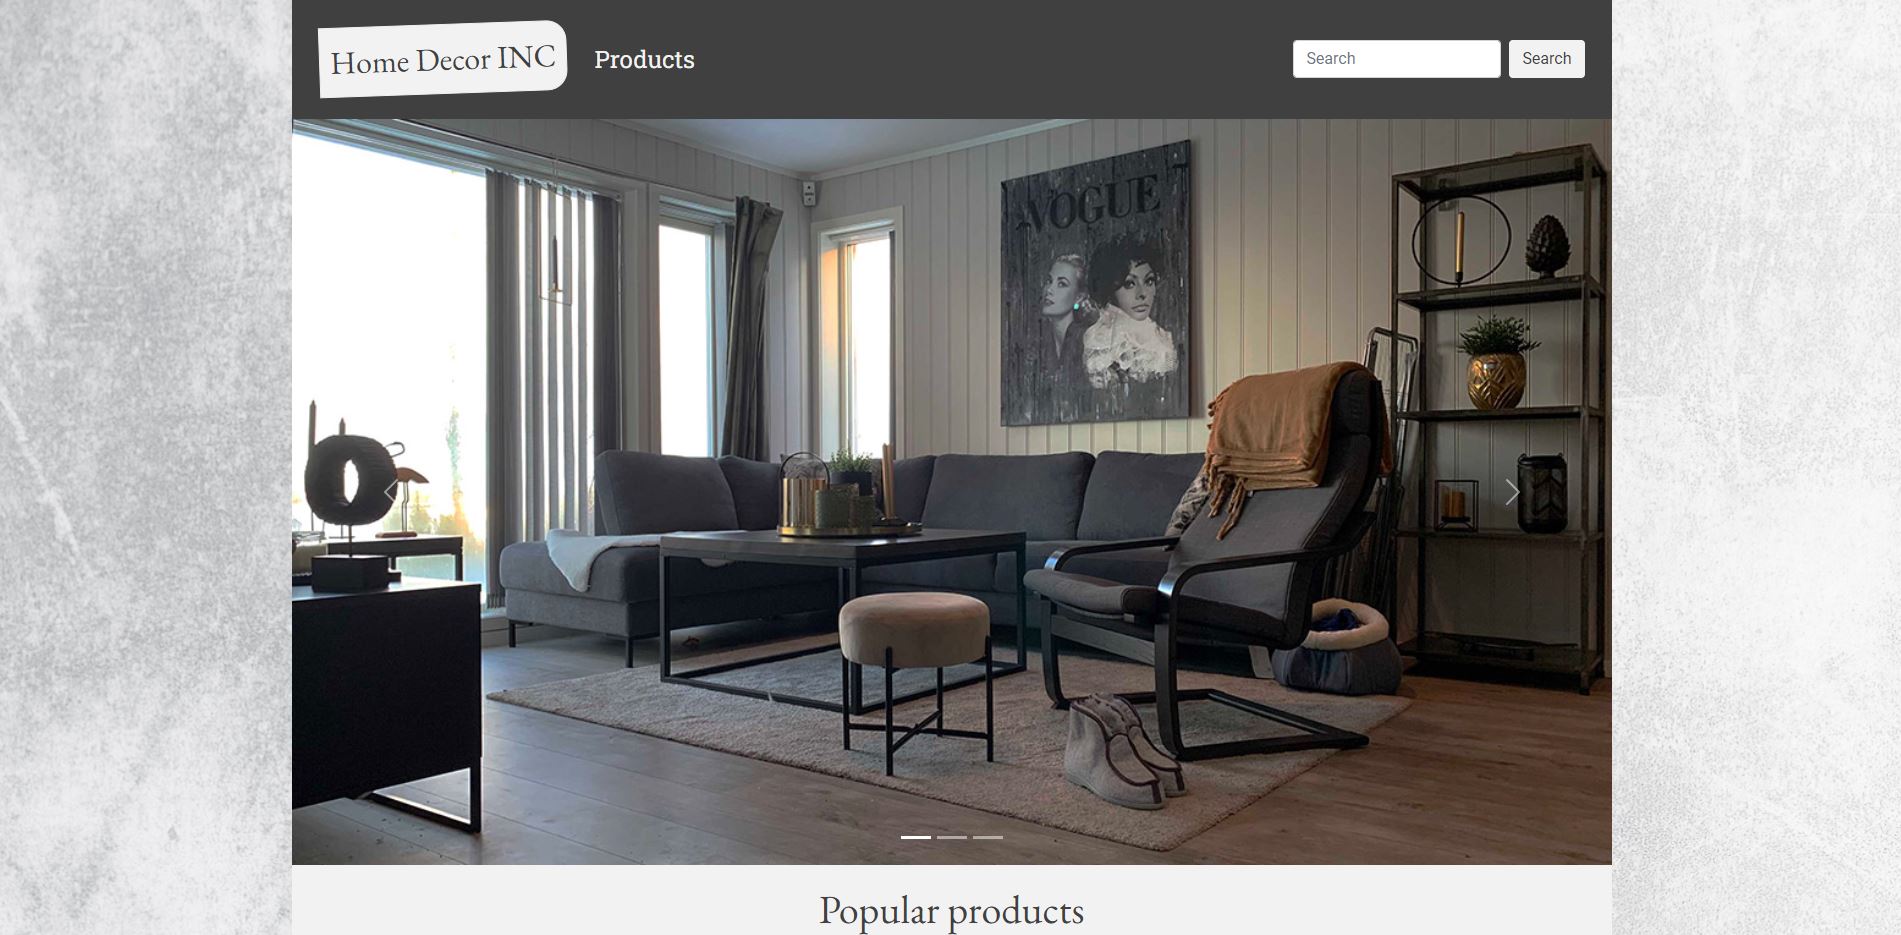 Home Decor INC
Products
Search
Search
VOGUE
Popular products